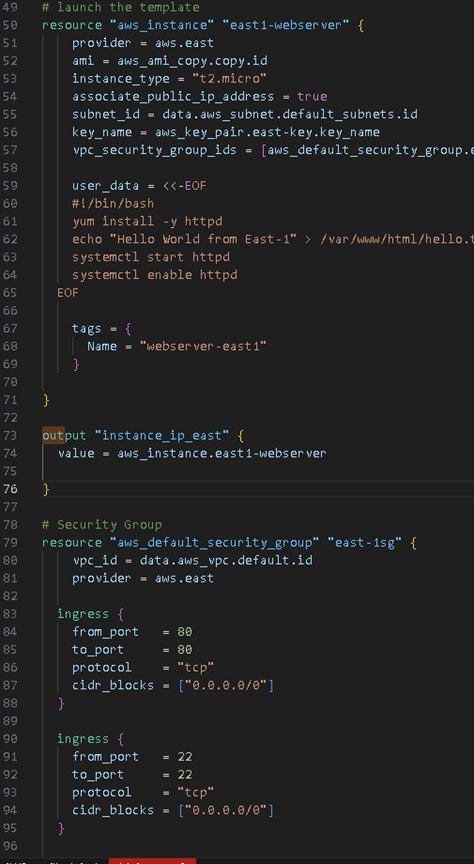 49 # launch the template
50 resource "aws_instance" "east1-webserver" {
51 provider = aws.east
52 ami = aws_ami_copy.copy.id
53 instance_type = "t2.micro"
54 associate_public_ip_address = true
55 subnet_id = data.aws_subnet.default_subnets.id
56 key_name = aws_key_pair.east-key.key_name
57 vpc_security_group_ids = [aws_default_security_group.e
58
59 user_data = <<-EOF
60 #!/bin/bash
61 yum install -y httpd
62 echo "Hello World from East-1" > /var/www/html/hello.t
63 systemctl start httpd
64 systemctl enable httpd
65 EOF
66
67 tags = {
68 Name = "webserver-east1"
69 }
70
71 }
72
73 output "instance_ip_east" {
74 value = aws_instance.east1-webserver
75
76 }
77
78 # Security Group
79 resource "aws_default_security_group" "east-1sg" {
80 vpc_id = data.aws_vpc.default.id
81 provider = aws.east
82
83 ingress {
84 from_port = 80
85 to_port = 80
86 protocol = "tcp"
87 cidr_blocks = ["0.0.0.0/0"]
88 }
89
90 ingress {
91 from_port = 22
92 to_port = 22
93 protocol = "tcp"
94 cidr_blocks = ["0.0.0.0/0"]
95 }
96